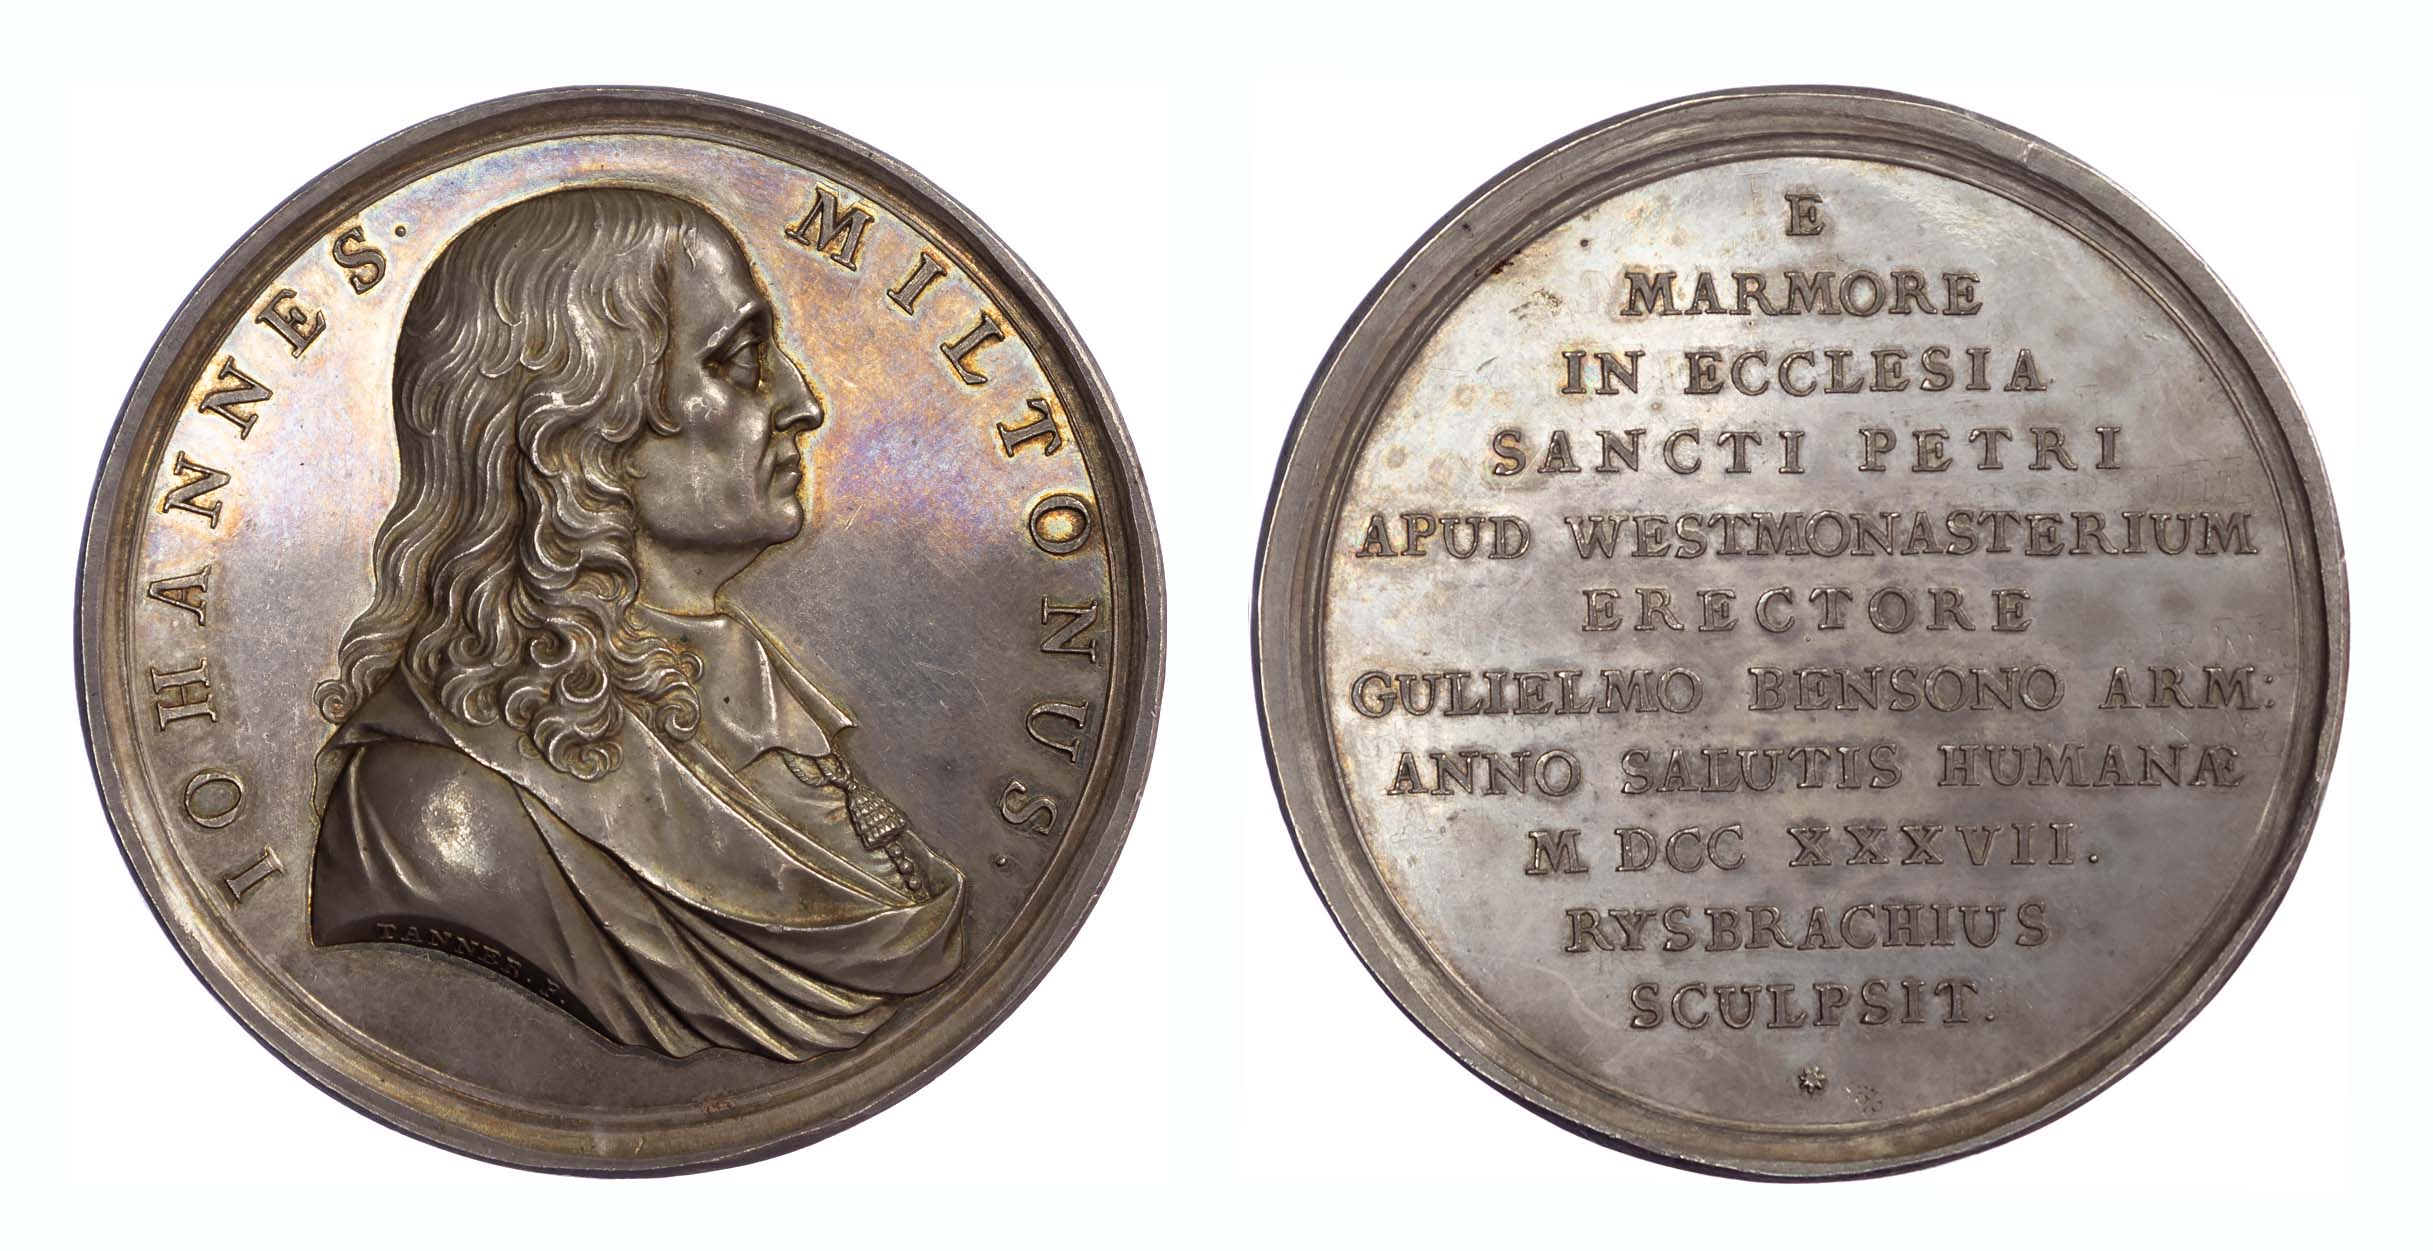 IOHANNES. MILTONUS.
TANNER. F.
E
MARMORE
IN ECCLESIA
SANCTI PETRI
APUD WESTMONASTERIUM
ERECTORE
GULIELMO BENSONO ARM:
ANNO SALUTIS HUMANÆ
M DCC XXXVII.
RYSBRACHIUS
SCULPSIT.